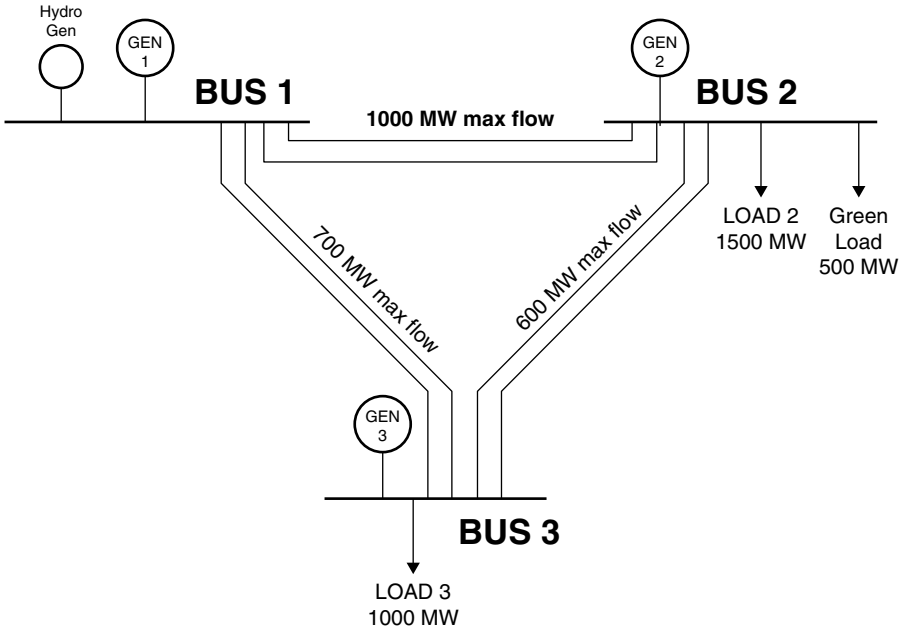 Hydro
Gen
GEN
1
GEN
2
BUS 1
BUS 2
1000 MW max flow
LOAD 2
1500 MW
Green
Load
500 MW
700 MW max flow
600 MW max flow
GEN
3
BUS 3
LOAD 3
1000 MW